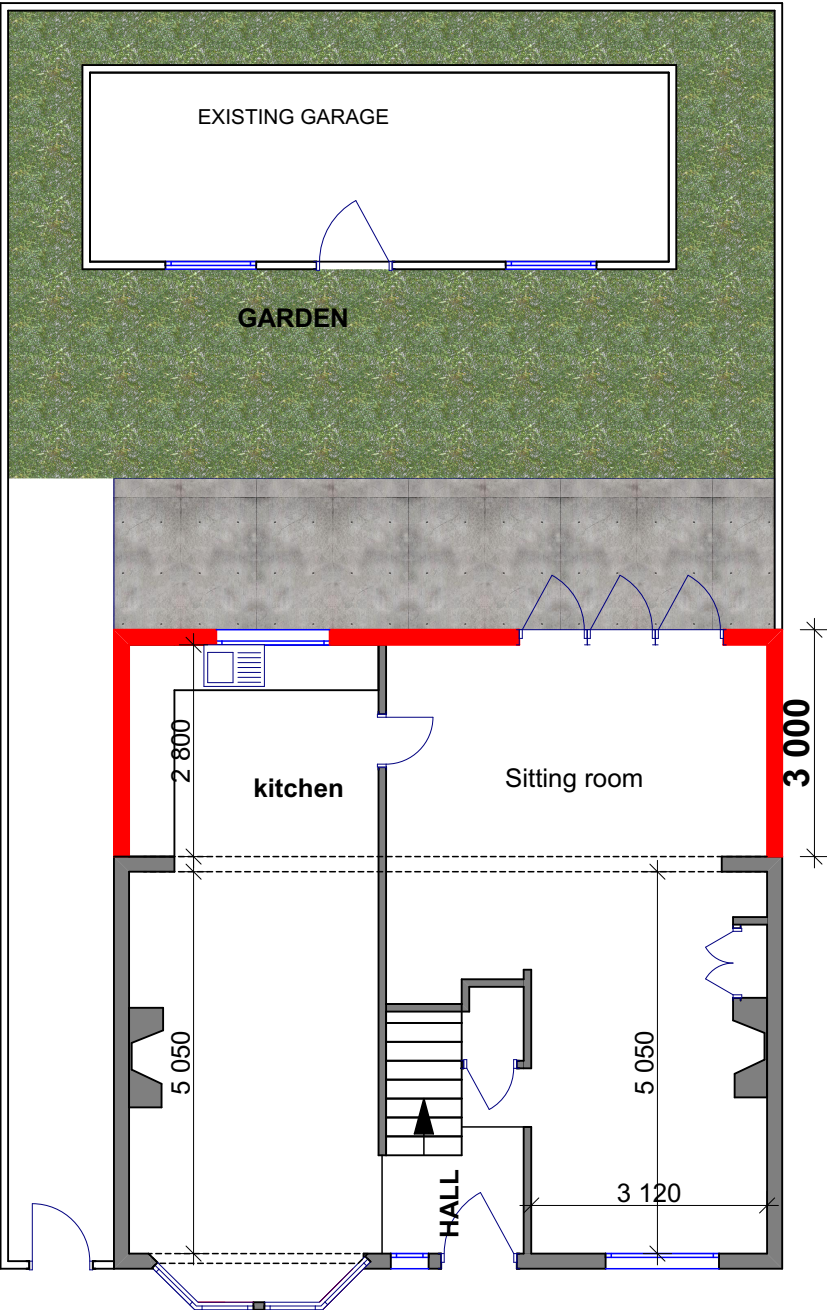 EXISTING GARAGE
GARDEN
3 000
2 800
kitchen
Sitting room
5 050
5 050
3 120
HALL